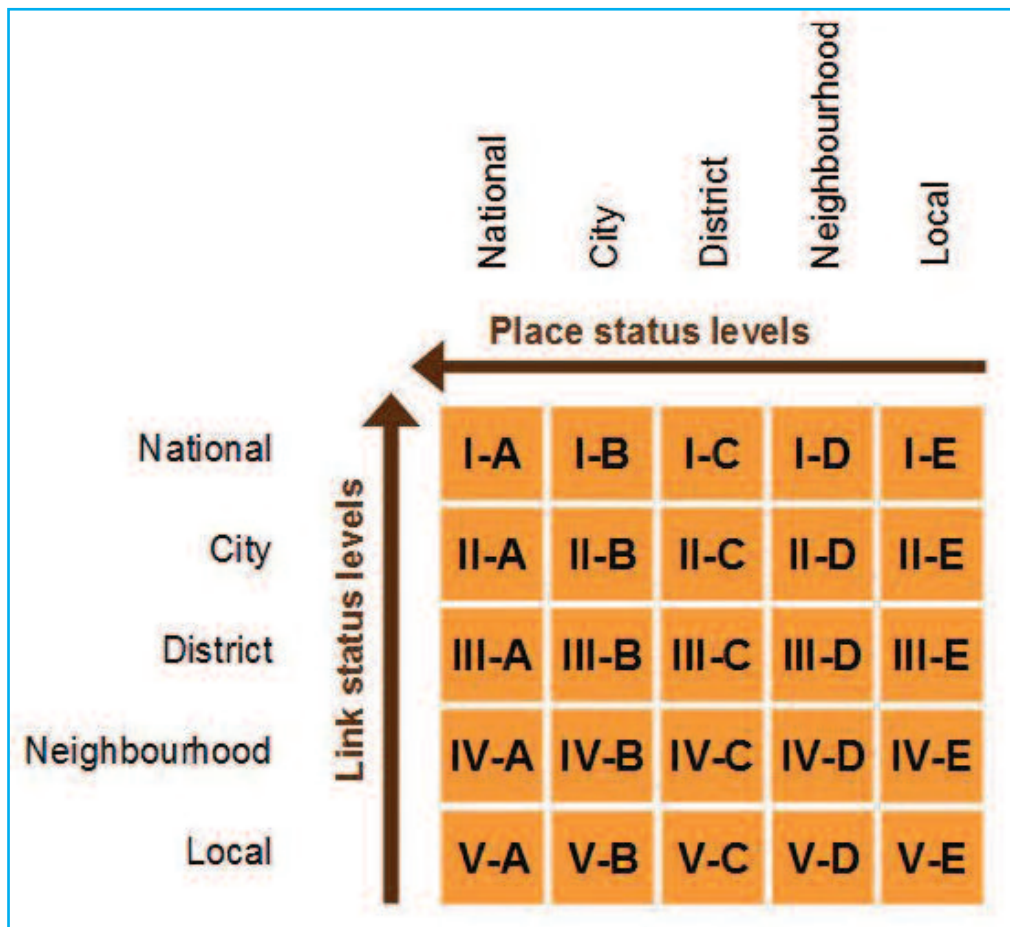 National
City
District
Neighbourhood
Local
Place status levels
Link status levels
National I-A I-B I-C I-D I-E
City II-A II-B II-C II-D II-E
District III-A III-B III-C III-D III-E
Neighbourhood IV-A IV-B IV-C IV-D IV-E
Local V-A V-B V-C V-D V-E